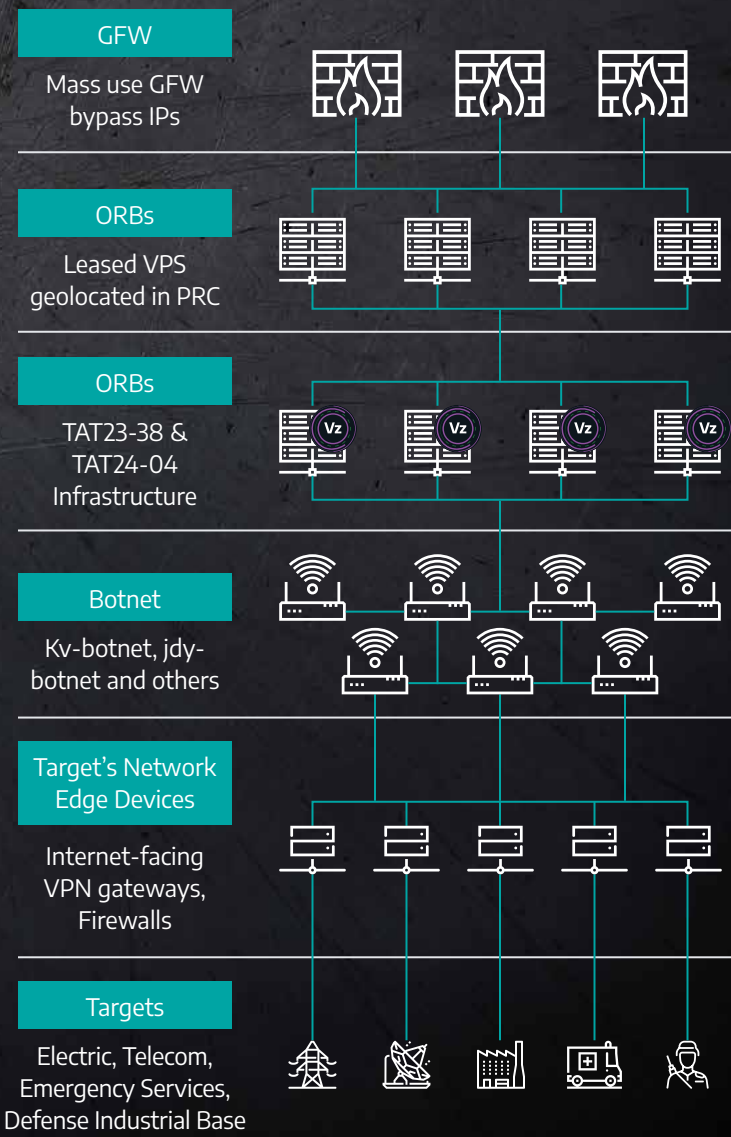 GFW
Mass use GFW
bypass IPs
ORBs
Leased VPS
geolocated in PRC
ORBs
TAT23-38 &
TAT24-04
Infrastructure
Vz
Vz
Vz
Vz
Botnet
Kv-botnet, jdy-
botnet and others
Target's Network
Edge Devices
Internet-facing
VPN gateways,
Firewalls
Targets
Electric, Telecom,
Emergency Services,
Defense Industrial Base